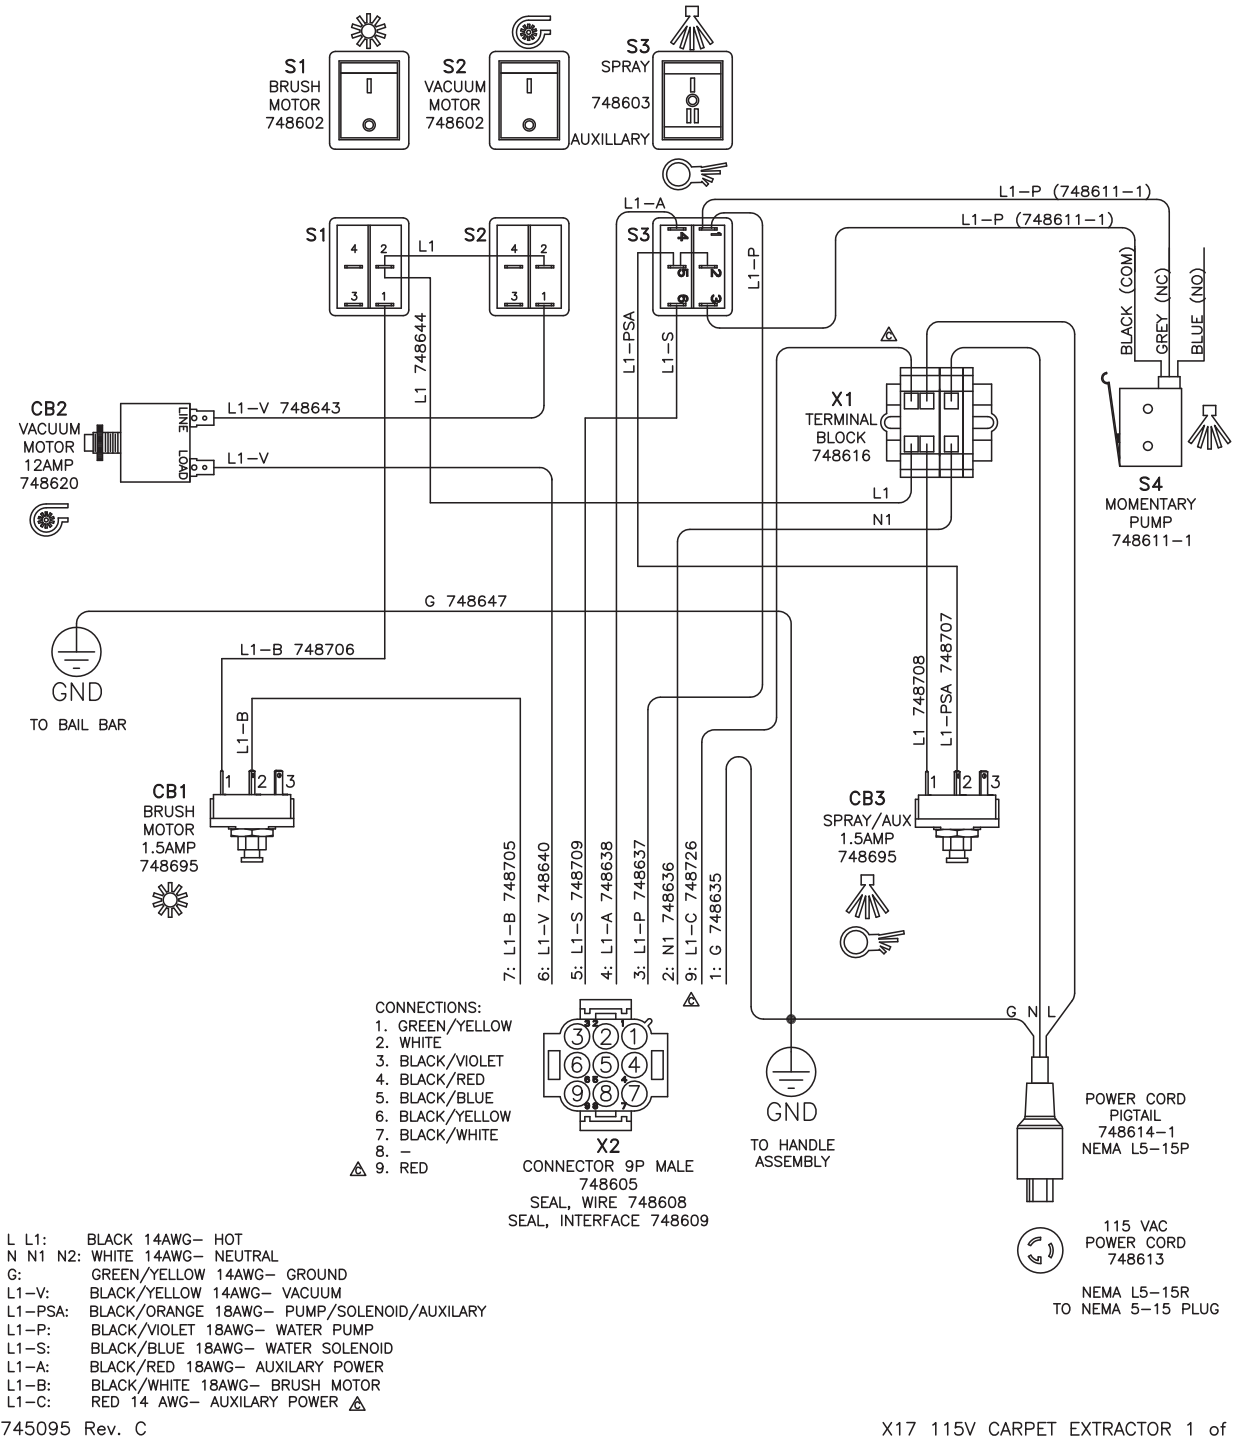 S1
BRUSH
MOTOR
748602
S2
VACUUM
MOTOR
748602
S3
SPRAY
748603
AUXILLARY
L1-A
L1-P (748611-1)
L1-P (748611-1)
S1
4 2
3 1
L1
S2
4 2
3 1
S3
4 1
5 2
6 3
L1-P
L1-PSA
L1-S
L1 748644
BLACK (COM)
GREY (NC)
BLUE (NO)
CB2
VACUUM
MOTOR
12AMP
748620
LINE
LOAD
L1-V 748643
L1-V
X1
TERMINAL
BLOCK
748616
C
L1
N1
S4
MOMENTARY
PUMP
748611-1
G 748647
GND
TO BAIL BAR
L1-B 748706
L1-B
1 2 3
CB1
BRUSH
MOTOR
1.5AMP
748695
L1 748708
L1-PSA 748707
1 2 3
CB3
SPRAY/AUX
1.5AMP
748695
7: L1-B 748705
6: L1-V 748640
5: L1-S 748709
4: L1-A 748638
3: L1-P 748637
2: N1 748636
9: L1-C 748726
1: G 748635
C
CONNECTIONS:
1. GREEN/YELLOW
2. WHITE
3. BLACK/VIOLET
4. BLACK/RED
5. BLACK/BLUE
6. BLACK/YELLOW
7. BLACK/WHITE
8. -
C 9. RED
3 2 1
3 2 1
6 5 4
6 5 4
9 8 7
9 8 7
X2
CONNECTOR 9P MALE
748605
SEAL, WIRE 748608
SEAL, INTERFACE 748609
GND
TO HANDLE
ASSEMBLY
G N L
POWER CORD
PIGTAIL
748614-1
NEMA L5-15P
115 VAC
POWER CORD
748613
NEMA L5-15R
TO NEMA 5-15 PLUG
L L1: BLACK 14AWG- HOT
N N1 N2: WHITE 14AWG- NEUTRAL
G: GREEN/YELLOW 14AWG- GROUND
L1-V: BLACK/YELLOW 14AWG- VACUUM
L1-PSA: BLACK/ORANGE 18AWG- PUMP/SOLENOID/AUXILARY
L1-P: BLACK/VIOLET 18AWG- WATER PUMP
L1-S: BLACK/BLUE 18AWG- WATER SOLENOID
L1-A: BLACK/RED 18AWG- AUXILARY POWER
L1-B: BLACK/WHITE 18AWG- BRUSH MOTOR
L1-C: RED 14 AWG- AUXILARY POWER C
745095 Rev. C
X17 115V CARPET EXTRACTOR 1 of